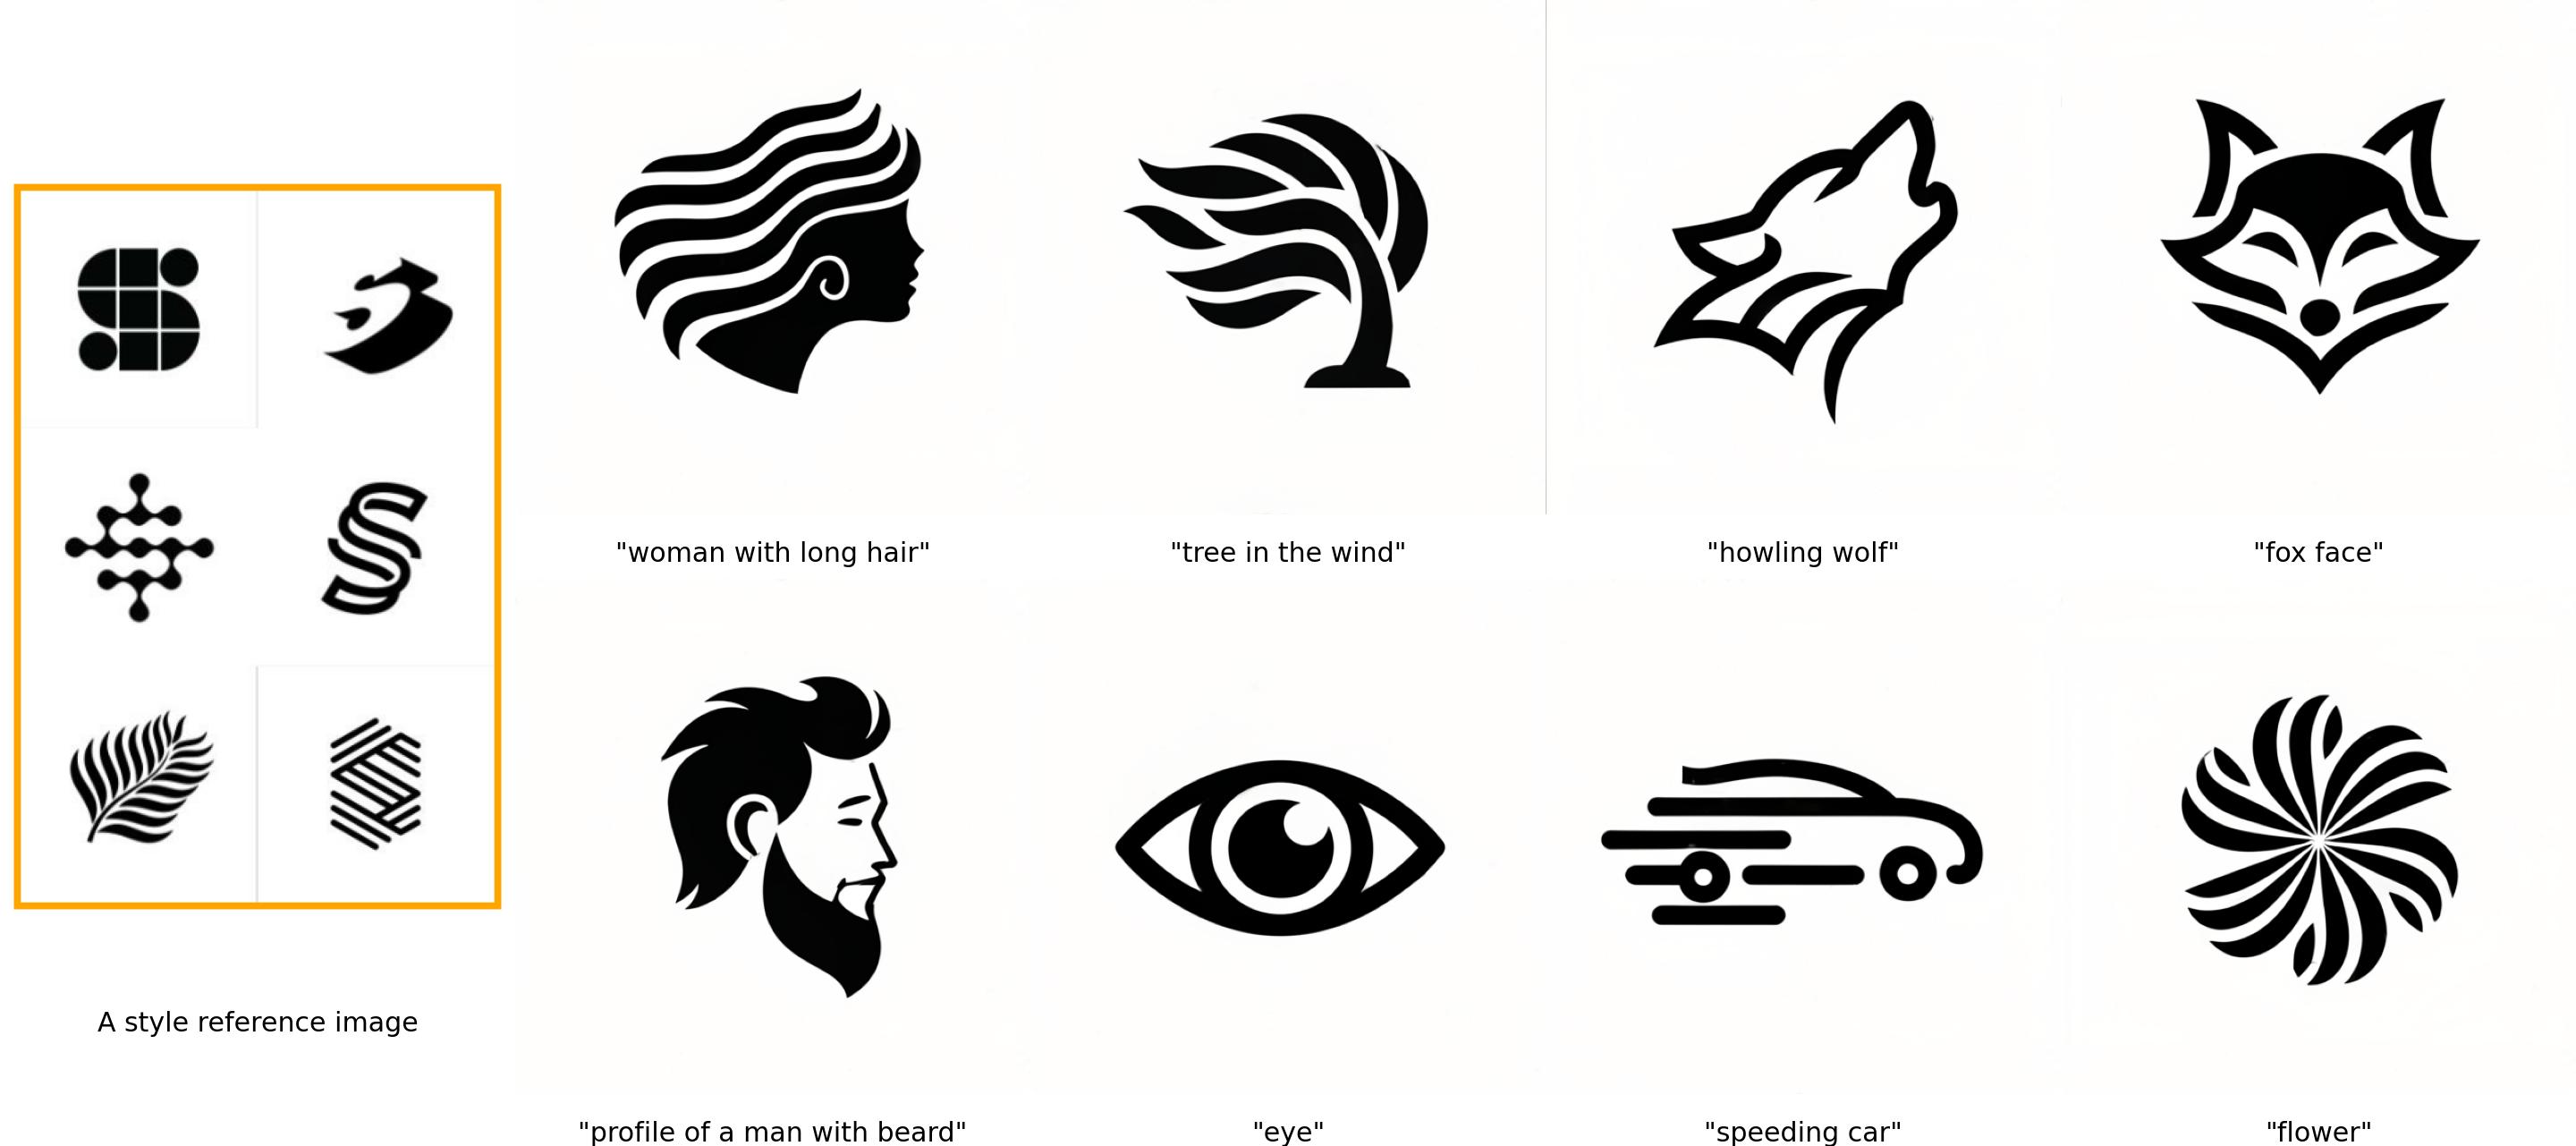 "woman with long hair"
"tree in the wind"
"howling wolf"
"fox face"
A style reference image
"profile of a man with beard"
"eye"
"speeding car"
"flower"